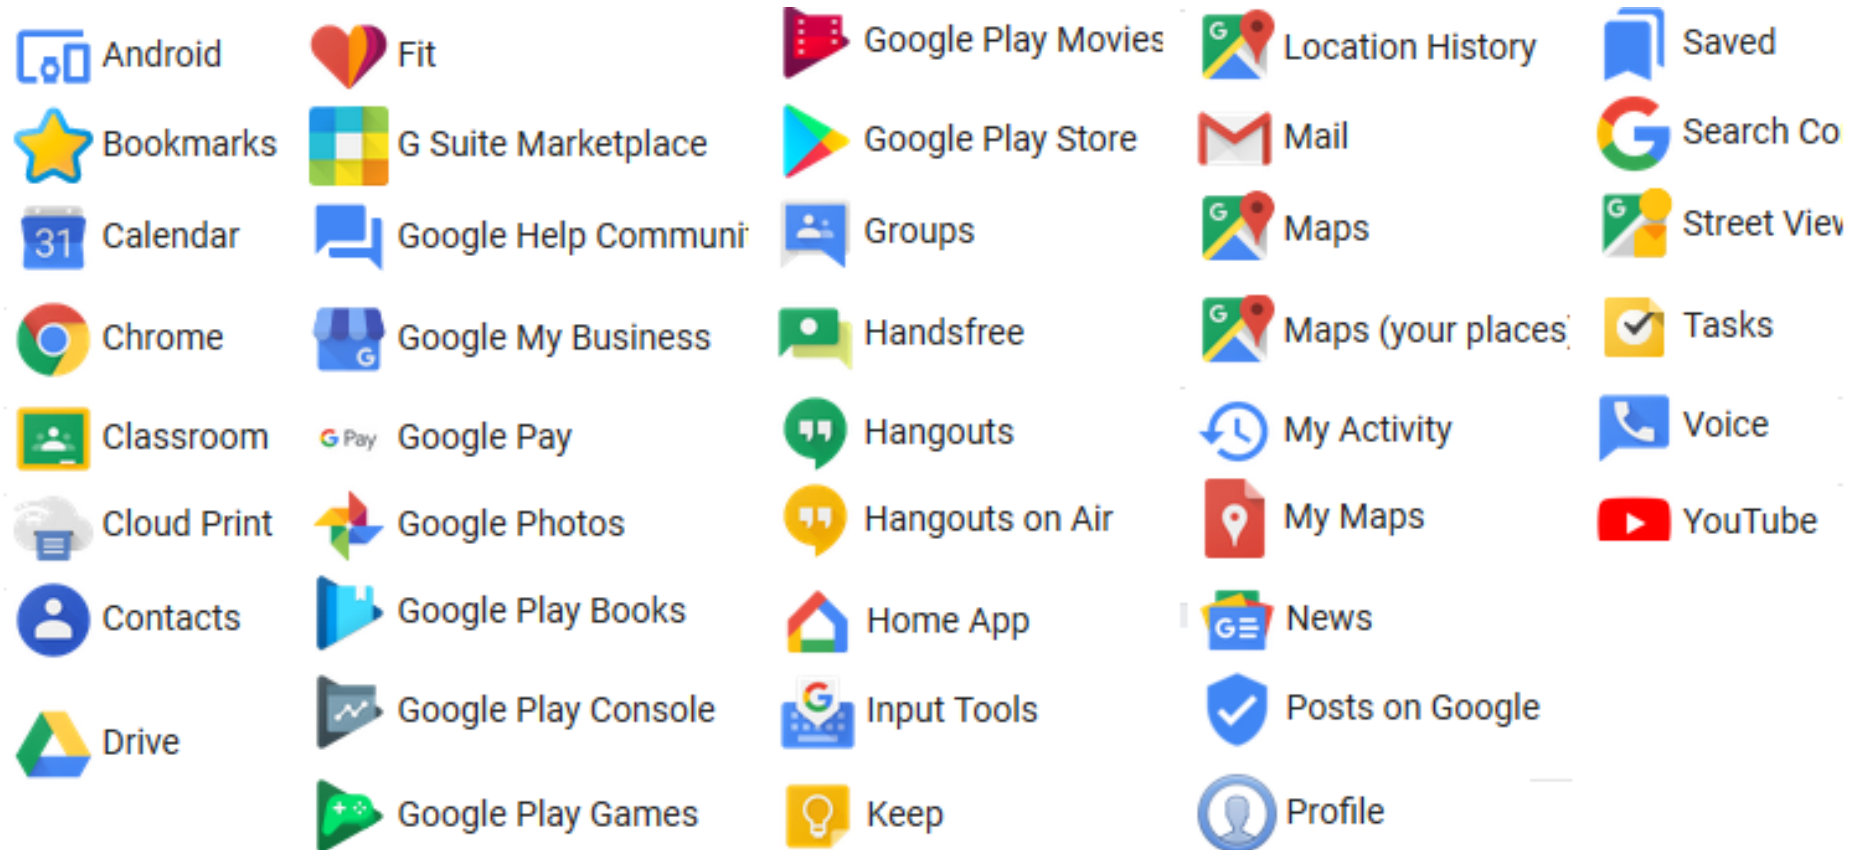 Android
Bookmarks
31
Calendar
Chrome
Classroom
Cloud Print
Contacts
Drive
Fit
G Suite Marketplace
Google Help Communi
G
Google My Business
G Pay
Google Pay
Google Photos
Google Play Books
Google Play Console
Google Play Games
Google Play Movies
Google Play Store
Groups
Handsfree
Hangouts
Hangouts on Air
Home App
G
Input Tools
Keep
G
Location History
Mail
G
Maps
G
Maps (your places)
My Activity
My Maps
G
News
Posts on Google
Profile
Saved
G
Search Co
G
Street View
Tasks
Voice
YouTube